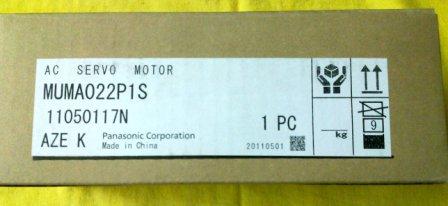 AC SERVO MOTOR
MUMA022P1S
11050117N
1 PC
AZE K Panasonic Corporation
Made in China
20110501
kg
9